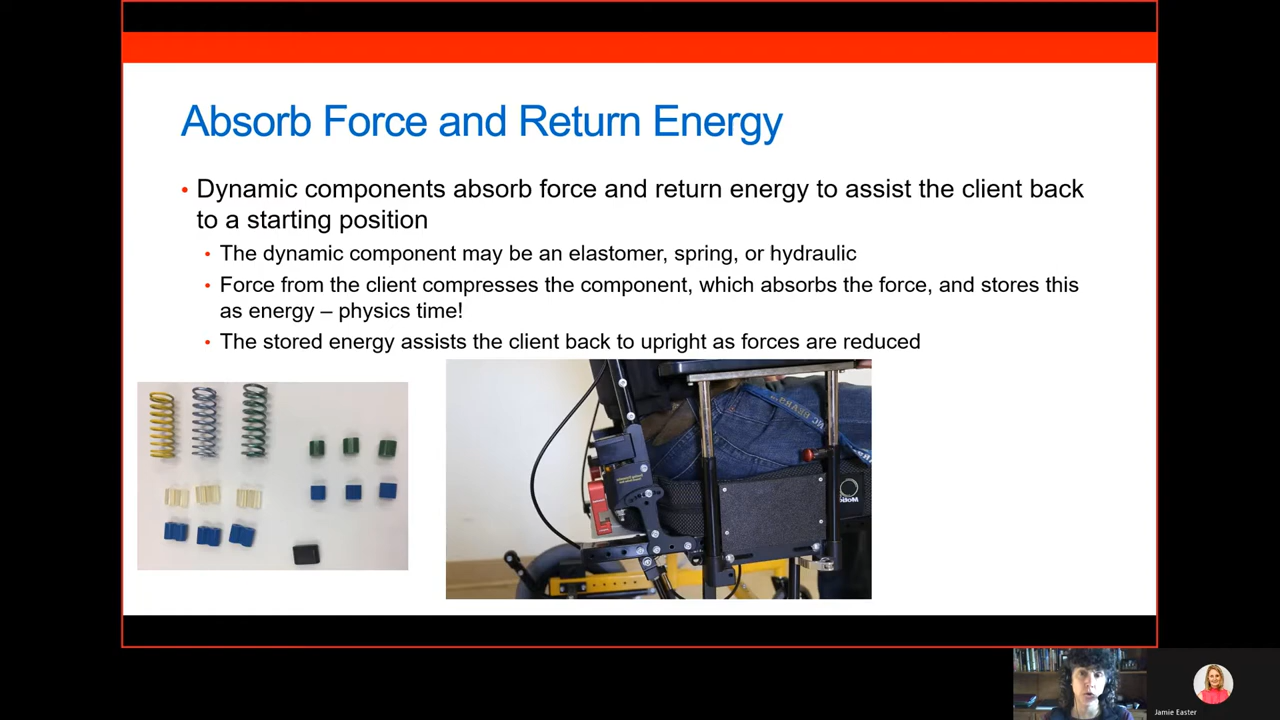 Absorb Force and Return Energy
• Dynamic components absorb force and return energy to assist the client back
to a starting position
• The dynamic component may be an elastomer, spring, or hydraulic
• Force from the client compresses the component, which absorbs the force, and stores this
as energy – physics time!
• The stored energy assists the client back to upright as forces are reduced
Jamie Easter